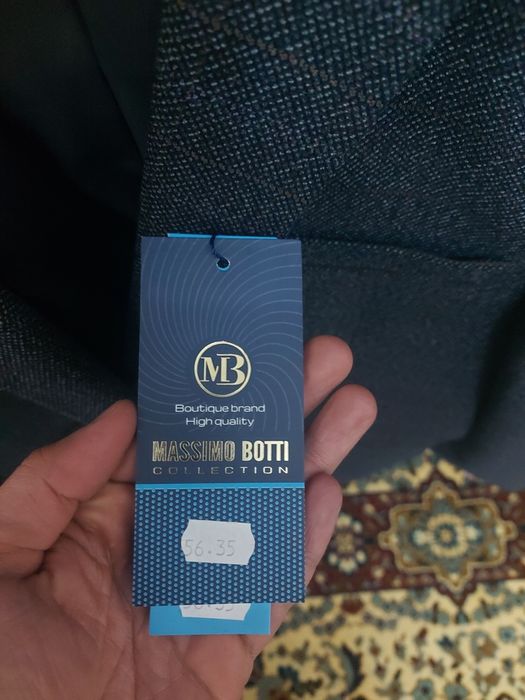 MB
Boutique brand
High quality
MASSIMO BOTTI
COLLECTION
56.35